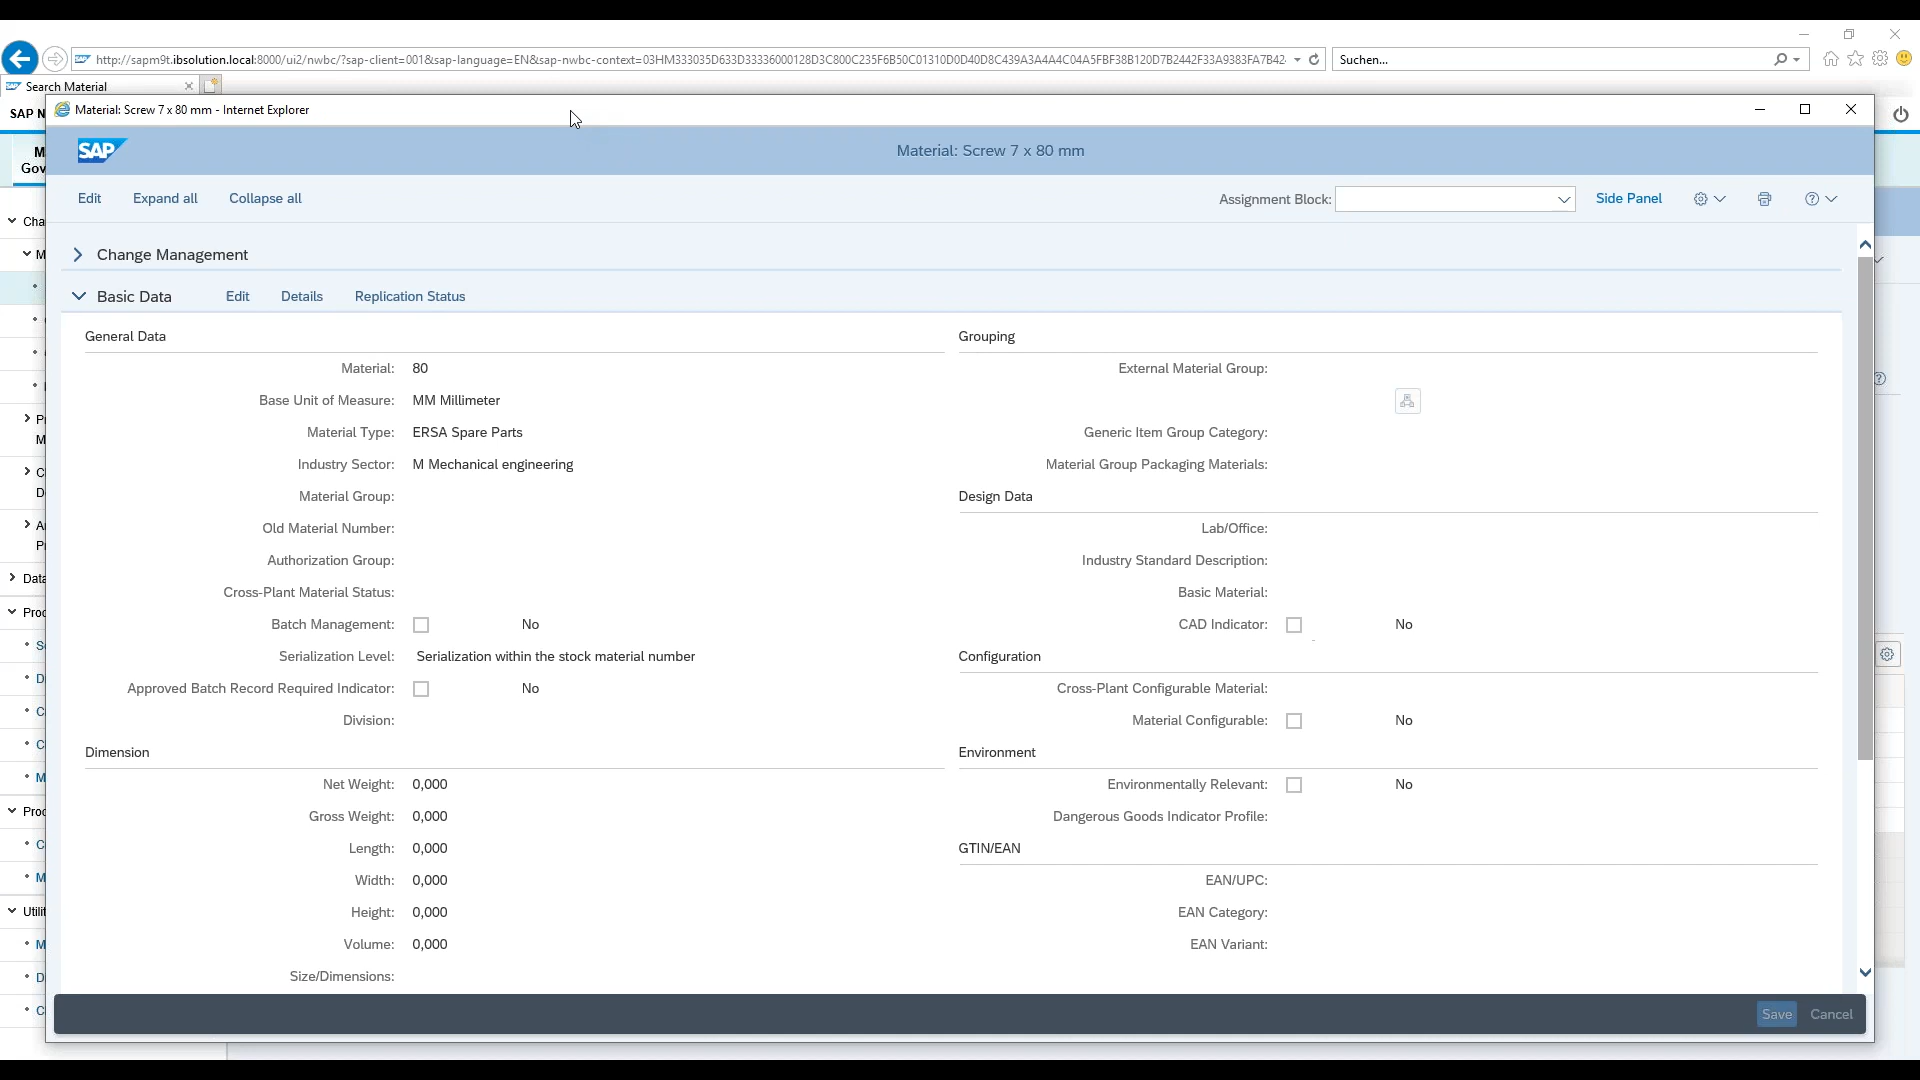 http://sapm9t.ibsolution.local:8000/ui2/nwbc/?sap-client=001&sap-language=EN&sap-nwbc-context=03HM333035D633D33336000128D3C800C235F6B50C01310D0D40D8C439A3A4A4C04A5FBF38B120D7B2442F33A9383FA7B42
Suchen...
Search Material
SAP N
Material: Screw 7 x 80 mm - Internet Explorer
SAP
Material: Screw 7 x 80 mm
M
Gov
Edit
Expand all
Collapse all
Assignment Block:
Side Panel
Cha
Change Management
M
Basic Data
Edit
Details
Replication Status
General Data
Grouping
Material: 80
External Material Group:
Base Unit of Measure: MM Millimeter
Material Type: ERSA Spare Parts
Generic Item Group Category:
Industry Sector: M Mechanical engineering
Material Group Packaging Materials:
Material Group:
Design Data
Old Material Number:
Lab/Office:
Authorization Group:
Industry Standard Description:
Cross-Plant Material Status:
Basic Material:
Batch Management: No
CAD Indicator: No
Serialization Level: Serialization within the stock material number
Configuration
Approved Batch Record Required Indicator: No
Cross-Plant Configurable Material:
Division:
Material Configurable: No
Dimension
Environment
Net Weight: 0,000
Environmentally Relevant: No
Gross Weight: 0,000
Dangerous Goods Indicator Profile:
Length: 0,000
GTIN/EAN
Width: 0,000
EAN/UPC:
Height: 0,000
EAN Category:
Volume: 0,000
EAN Variant:
Size/Dimensions:
Save
Cancel
Data
Proc
Proc
Utilit